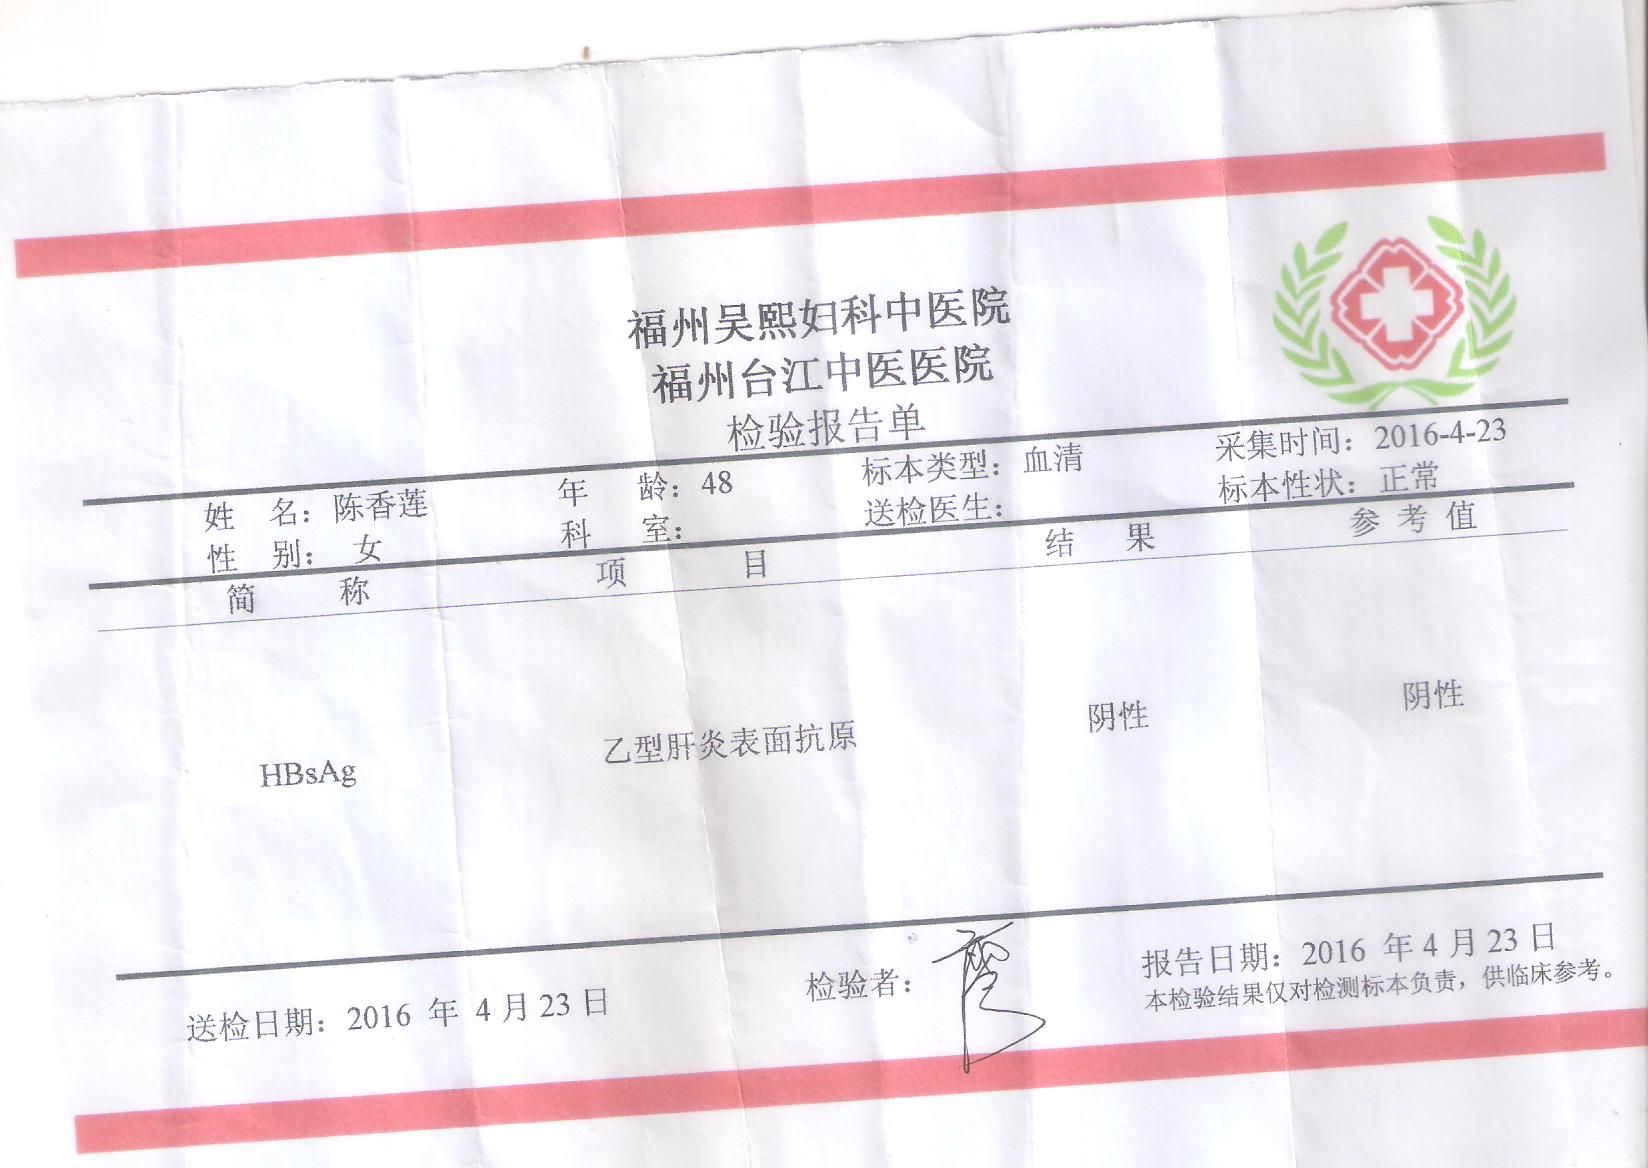 福州吴熙妇科中医院
福州台江中医医院
检验报告单
姓 名：陈香莲 年 龄：48 标本类型：血清 采集时间：2016-4-23
性 别：女 科 室： 送检医生： 标本性状：正常
简 称 项 目 结 果 参 考 值
HBsAg 乙型肝炎表面抗原 阴性 阴性
送检日期：2016 年 4 月 23 日 检验者： 报告日期：2016 年 4 月 23 日
本检验结果仅对检测标本负责，供临床参考。